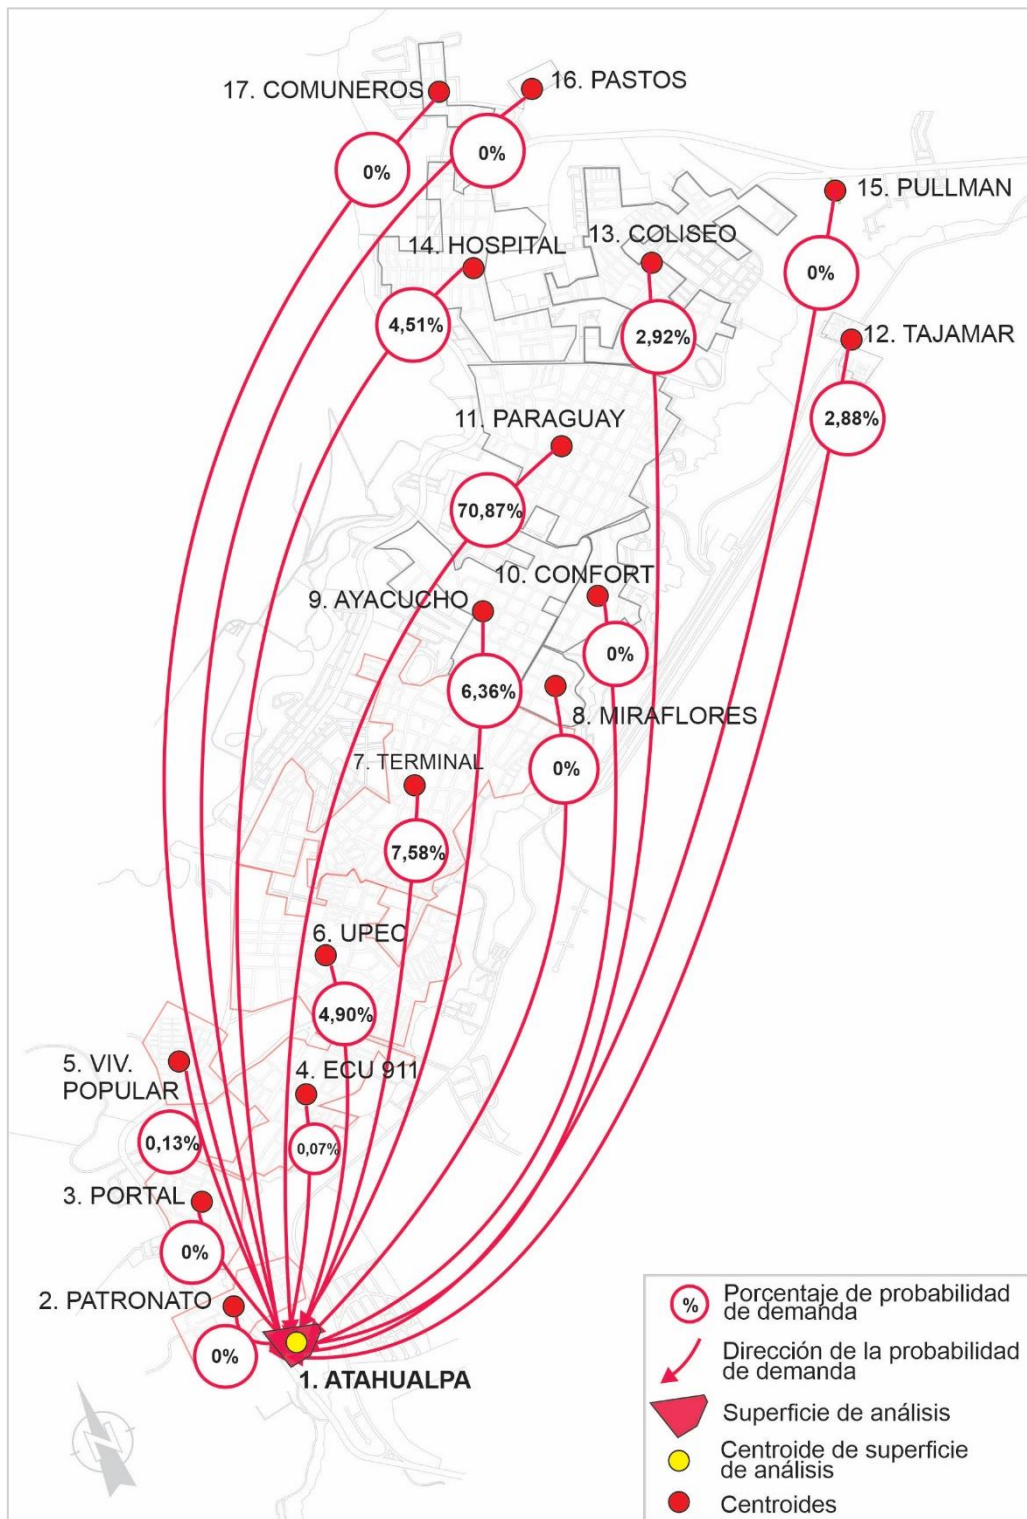 17. COMUNEROS
16. PASTOS
0%
0%
15. PULLMAN
13. COLISEO
14. HOSPITAL
0%
4,51%
2,92%
12. TAJAMAR
2,88%
11. PARAGUAY
70,87%
10. CONFORT
9. AYACUCHO
0%
6,36%
8. MIRAFLORES
7. TERMINAL
0%
7,58%
6. UPEC
4,90%
5. VIV.
POPULAR
4. ECU 911
0,13%
0,07%
3. PORTAL
0%
2. PATRONATO
0%
1. ATAHUALPA
% Porcentaje de probabilidad
de demanda
Dirección de la probabilidad
de demanda
Superficie de análisis
Centroide de superficie
de análisis
Centroides